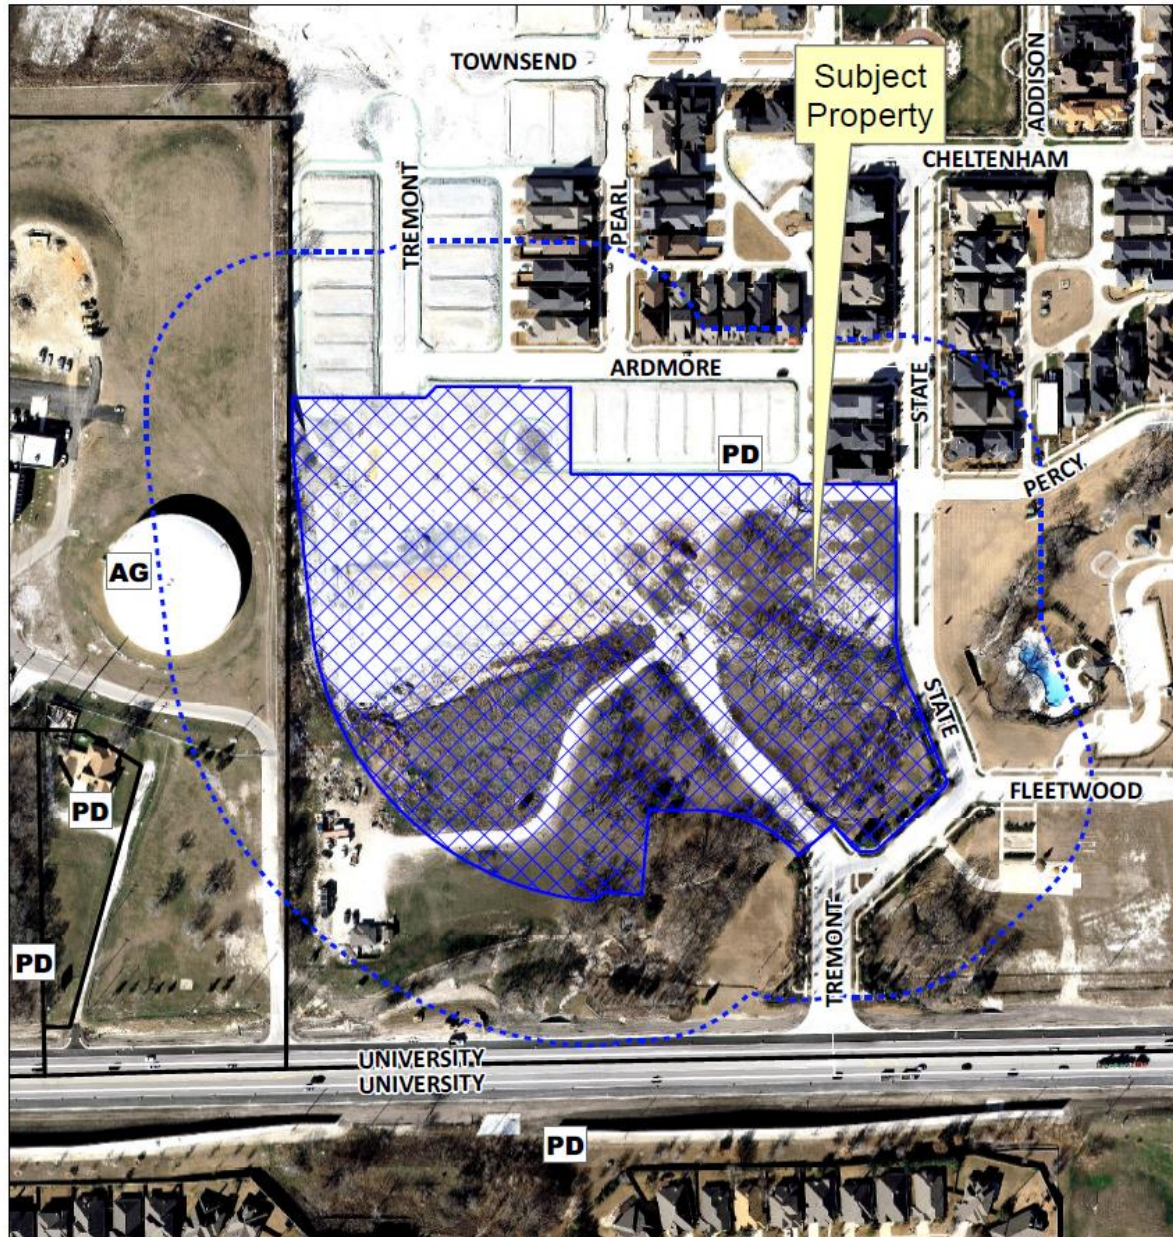 TOWNSEND
Subject
Property
ADDISON
CHELTENHAM
TREMONT
PEARL
ARDMORE
STATE
PD
PERCY
AG
STATE
PD
FLEETWOOD
PD
TREMONT
UNIVERSITY
UNIVERSITY
PD